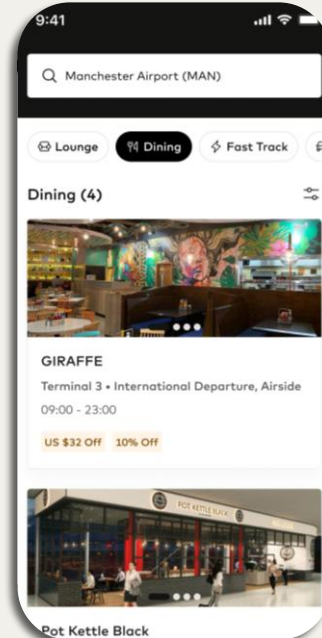 9:41
Manchester Airport (MAN)
Lounge Dining Fast Track
Dining (4)
GIRAFFE
Terminal 3 • International Departure, Airside
09:00 - 23:00
US $32 Off 10% Off
POT KETTLE BLACK
Pot Kettle Black